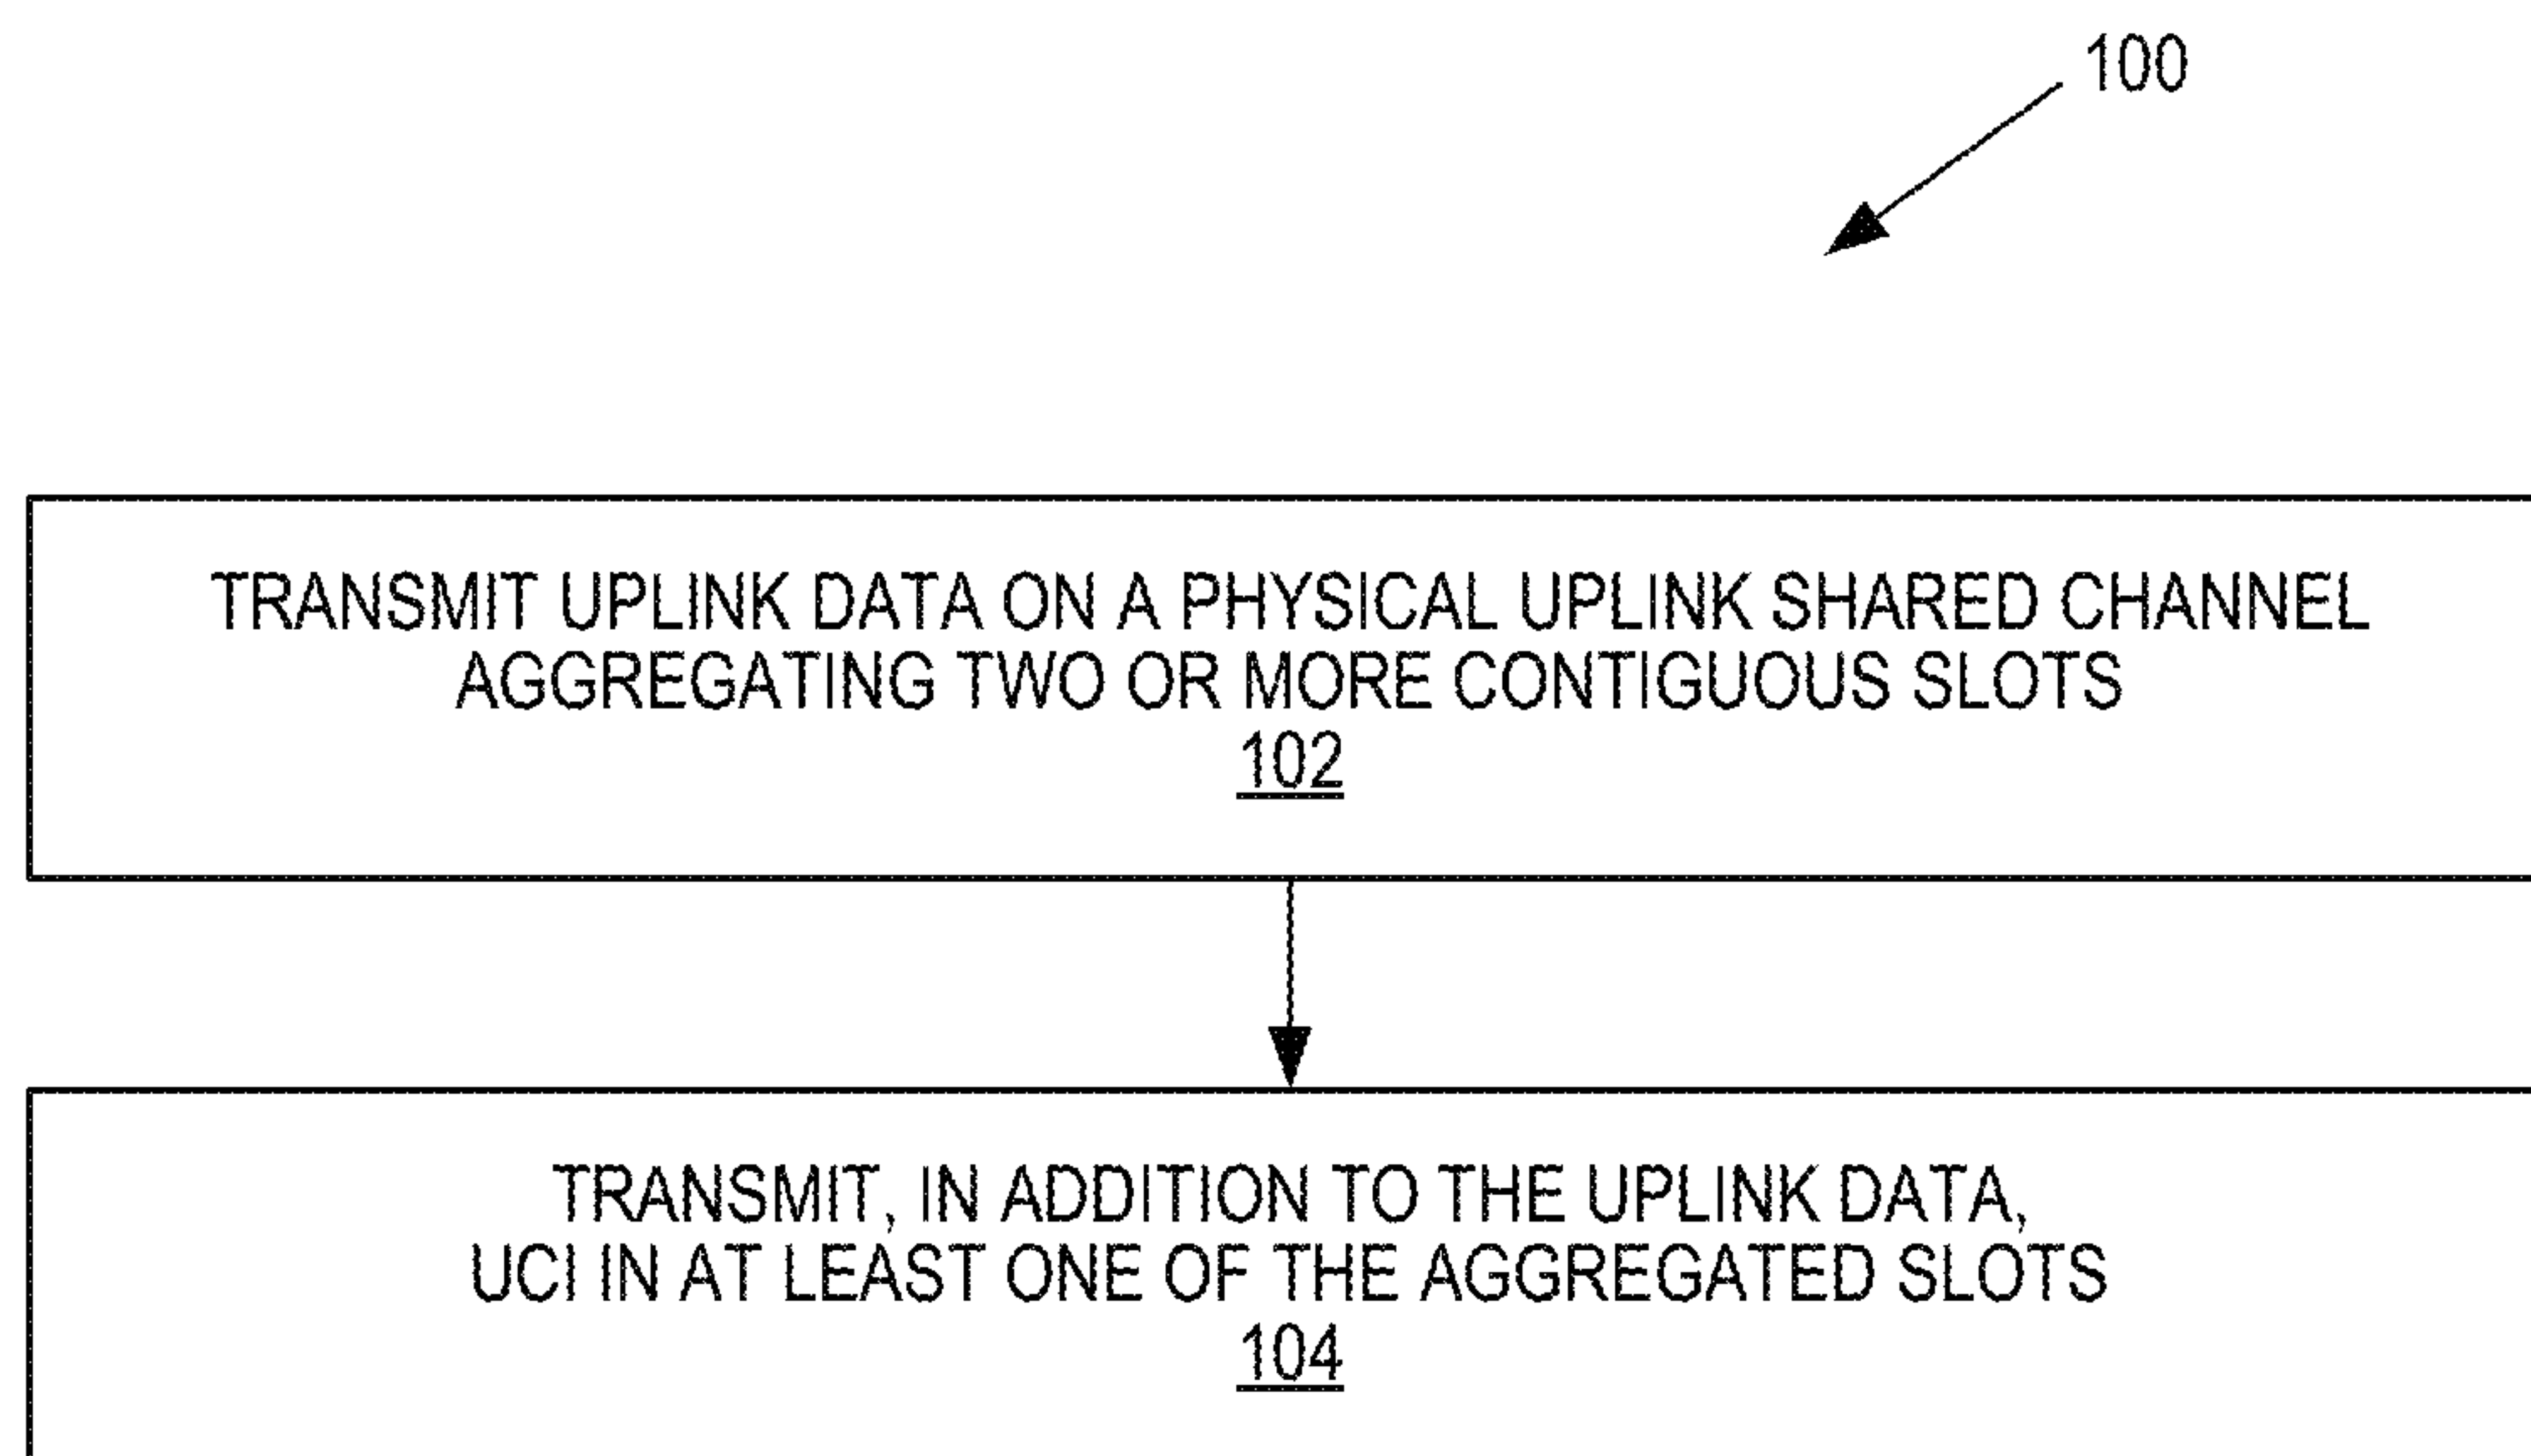 100
TRANSMIT UPLINK DATA ON A PHYSICAL UPLINK SHARED CHANNEL
AGGREGATING TWO OR MORE CONTIGUOUS SLOTS
102
TRANSMIT, IN ADDITION TO THE UPLINK DATA,
UCI IN AT LEAST ONE OF THE AGGREGATED SLOTS
104